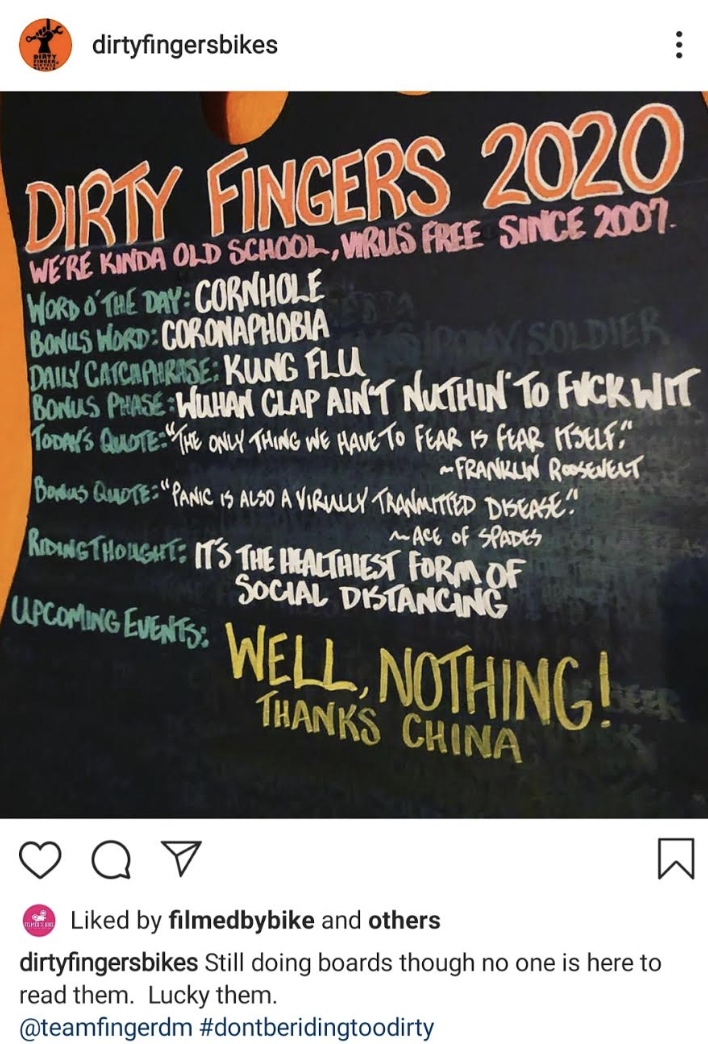 dirtyfingersbikes
DIRTY FINGERS 2020
WE'RE KINDA OLD SCHOOL, VIRUS FREE SINCE 2007.
WORD O' THE DAY: CORNHOLE
BONUS WORD: CORONAPHOBIA
SOLDIER
DAILY CATCHPHRASE: KUNG FLU
BONUS PHASE: WUHAN CLAP AIN'T NUTHIN' TO FUCK WIT
TODAY'S QUOTE: "THE ONLY THING WE HAVE TO FEAR IS FEAR ITSELF."
~FRANKLIN ROOSEVELT
BONUS QUOTE: "PANIC IS ALSO A VIRALLY TRANMITTED DISEASE."
~ACE OF SPADES
RIDING THOUGHT: IT'S THE HEALTHIEST FORM OF
SOCIAL DISTANCING
UPCOMING EVENTS:
WELL, NOTHING!
THANKS CHINA
Liked by filmedbybike and others
dirtyfingersbikes Still doing boards though no one is here to
read them. Lucky them.
@teamfingerdm #dontberidingtoodirty